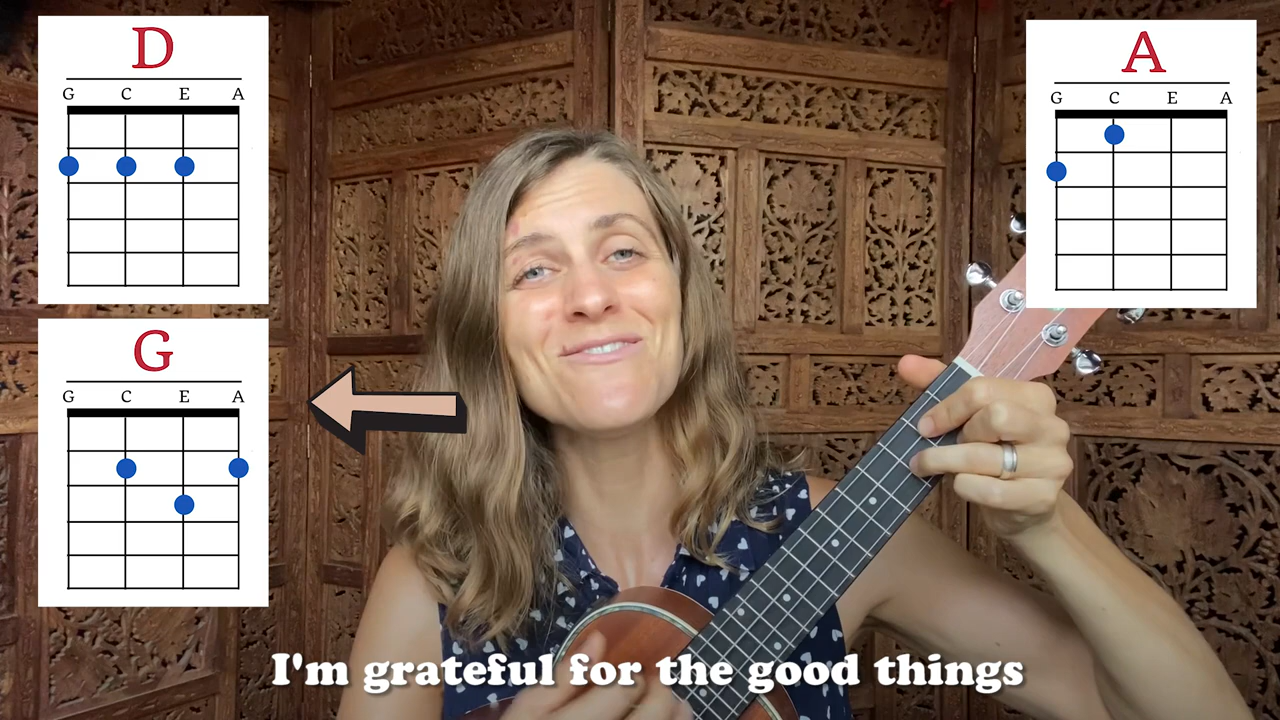 D
G C E A
G
G C E A
A
G C E A
I'm grateful for the good things